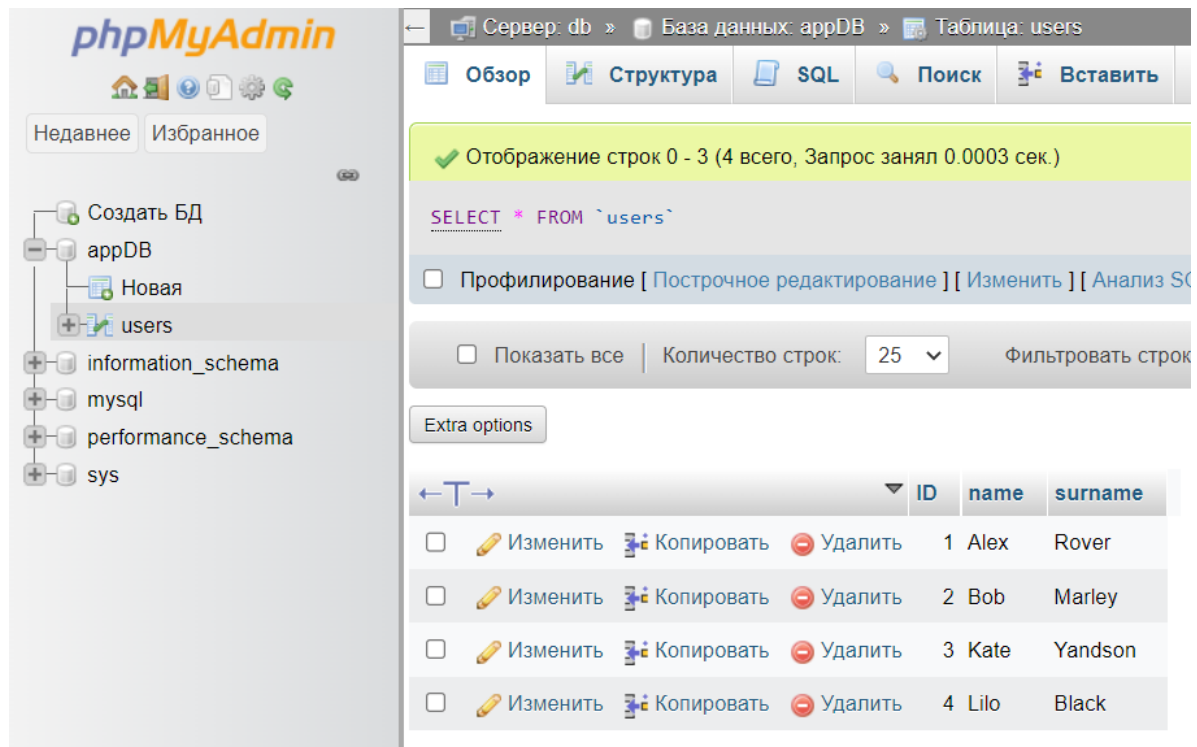 phpMyAdmin
Недавнее Избранное
Создать БД
appDB
Новая
users
information_schema
mysql
performance_schema
sys
← Сервер: db » База данных: appDB » Таблица: users
Обзор Структура SQL Поиск Вставить
Отображение строк 0 - 3 (4 всего, Запрос занял 0.0003 сек.)
SELECT * FROM `users`
Профилирование [ Построчное редактирование ] [ Изменить ] [ Анализ SQ
Показать все | Количество строк: 25 Фильтровать строк
Extra options
←T→ ID name surname
Изменить Копировать Удалить 1 Alex Rover
Изменить Копировать Удалить 2 Bob Marley
Изменить Копировать Удалить 3 Kate Yandson
Изменить Копировать Удалить 4 Lilo Black